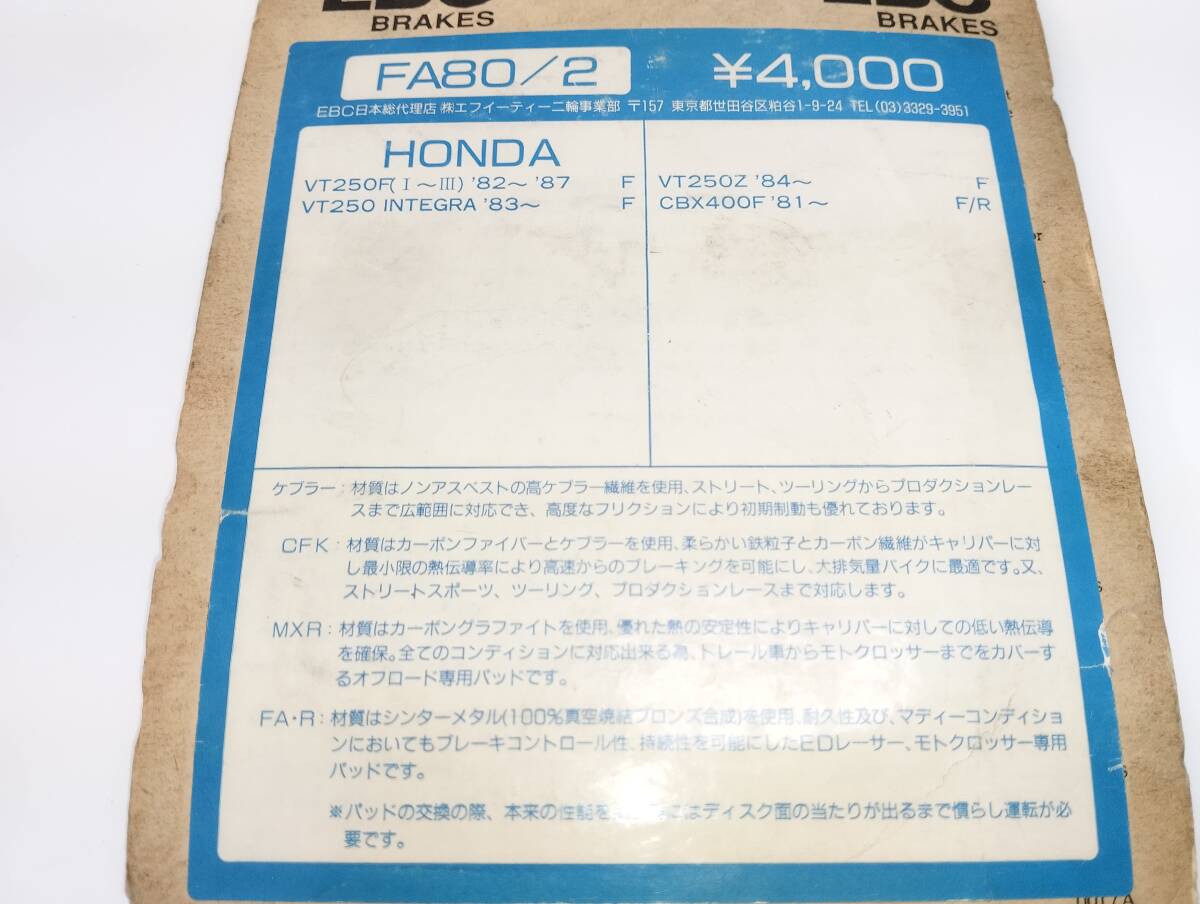 BRAKES
BRAKES
FA80/2 ¥4,000
EBC日本総代理店 ㈱エフイーティー二輪事業部 〒157 東京都世田谷区粕谷1-9-24 TEL(03)3329-3951
HONDA
VT250F(Ⅰ～Ⅲ) '82～'87 F
VT250 INTEGRA '83～ F
VT250Z '84～ F
CBX400F '81～ F/R
ケブラー：材質はノンアスベストの高ケブラー繊維を使用、ストリート、ツーリングからプロダクションレー
スまで広範囲に対応でき、高度なフリクションにより初期制動も優れております。
CFK：材質はカーボンファイバーとケブラーを使用、柔らかい鉄粒子とカーボン繊維がキャリパーに対
し最小限の熱伝導率により高速からのブレーキングを可能にし、大排気量バイクに最適です。又、
ストリートスポーツ、ツーリング、プロダクションレースまで対応します。
MXR：材質はカーボングラファイトを使用、優れた熱の安定性によりキャリパーに対しての低い熱伝導
を確保。全てのコンディションに対応出来る為、トレール車からモトクロッサーまでをカバーす
るオフロード専用パッドです。
FA・R：材質はシンターメタル(100%真空焼結ブロンズ合成)を使用、耐久性及び、マディーコンディショ
ンにおいてもブレーキコントロール性、持続性を可能にしたEDレーサー、モトクロッサー専用
パッドです。
※パッドの交換の際、本来の性能を はディスク面の当たりが出るまで慣らし運転が必
要です。